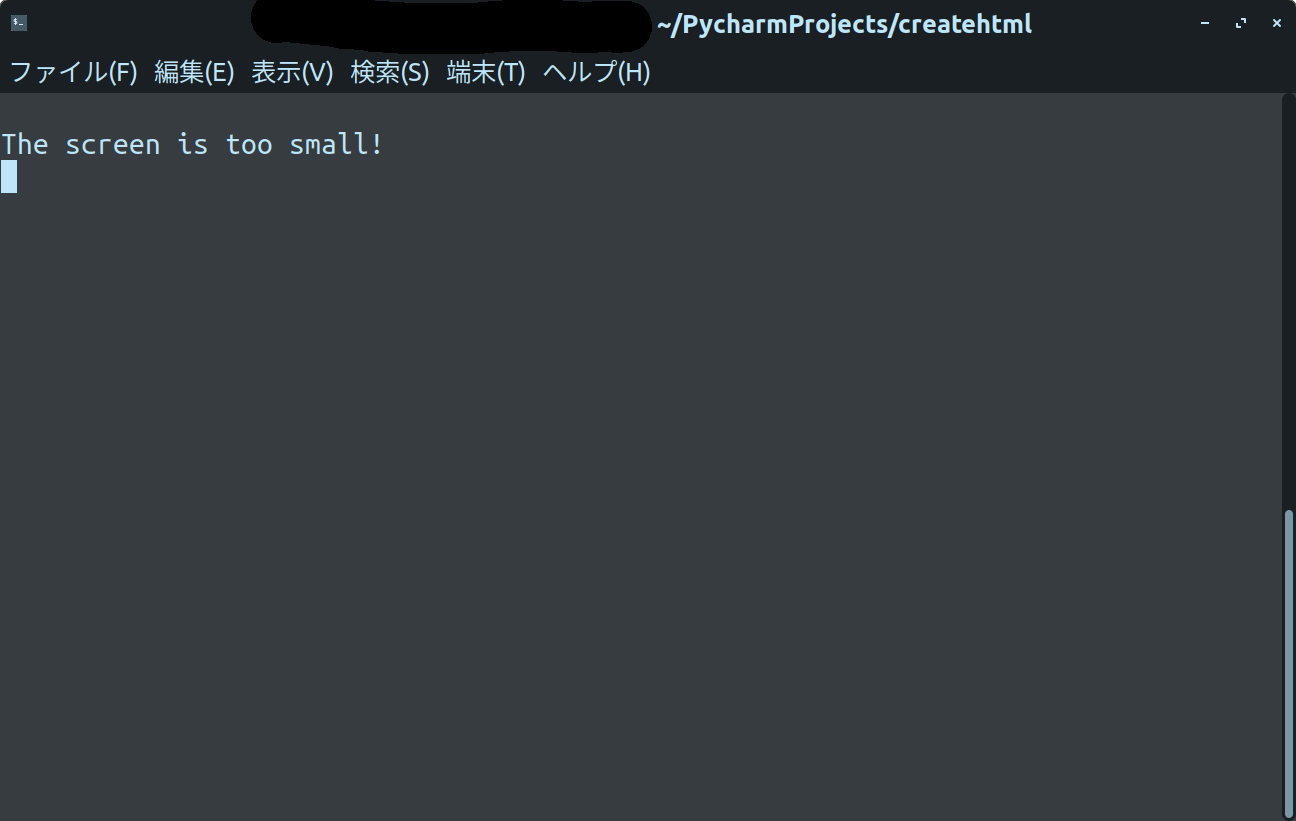 ~/PycharmProjects/createhtml
ファイル(F) 編集(E) 表示(V) 検索(S) 端末(T) ヘルプ(H)
The screen is too small!